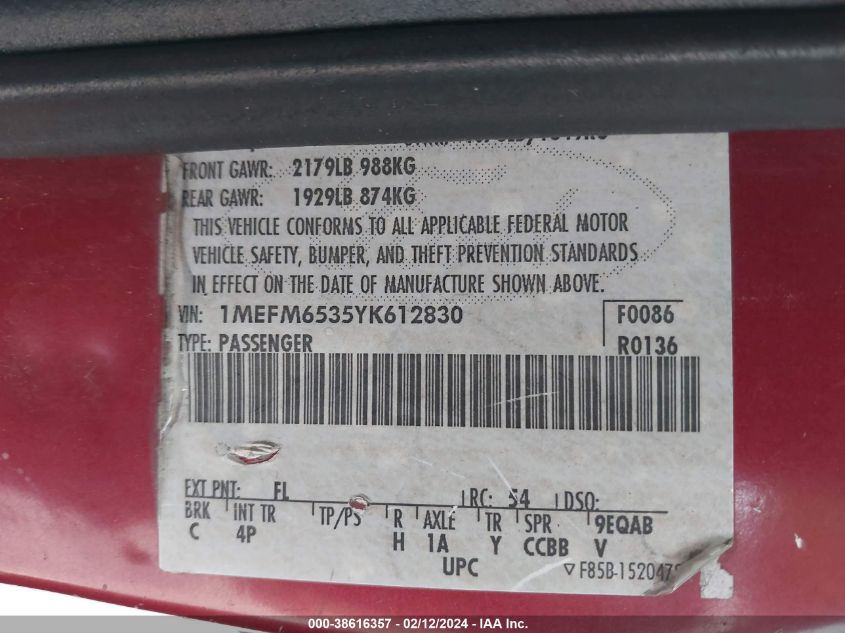 FRONT GAWR: 2179LB 988KG
REAR GAWR: 1929LB 874KG
THIS VEHICLE CONFORMS TO ALL APPLICABLE FEDERAL MOTOR
VEHICLE SAFETY, BUMPER, AND THEFT PREVENTION STANDARDS
IN EFFECT ON THE DATE OF MANUFACTURE SHOWN ABOVE.
VIN: 1MEFM6535YK612830 F0086
TYPE: PASSENGER R0136
EXT PNT: FL RC: 54 DSO:
BRK INT TR TP/PS R AXLE TR SPR 9EQAB
C 4P H 1A Y CCBB V
UPC ▽F85B-1520472
000-38616357 - 02/12/2024 - IAA Inc.